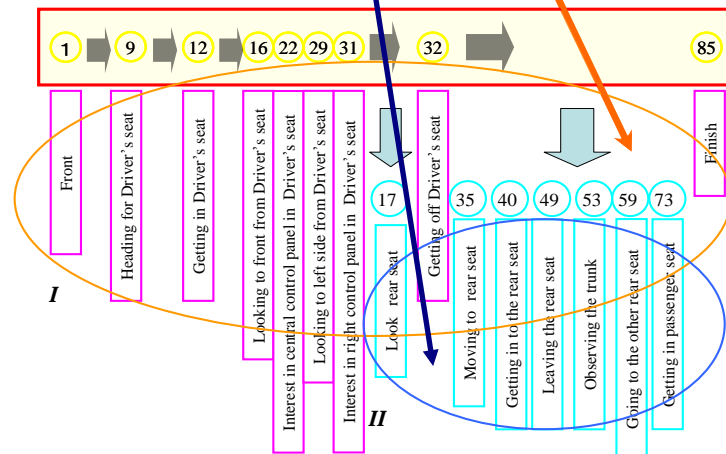 1 9 12 16 22 29 31 32 85
Front
Heading for Driver's seat
Getting in Driver's seat
Looking to front from Driver's seat
Interest in central control panel in Driver's seat
Looking to left side from Driver's seat
Interest in right control panel in Driver's seat
Getting off Driver's seat
Finish
17 35 40 49 53 59 73
Look rear seat
Moving to rear seat
Getting in to the rear seat
Leaving the rear seat
Observing the trunk
Going to the other rear seat
Getting in passenger seat
I
II